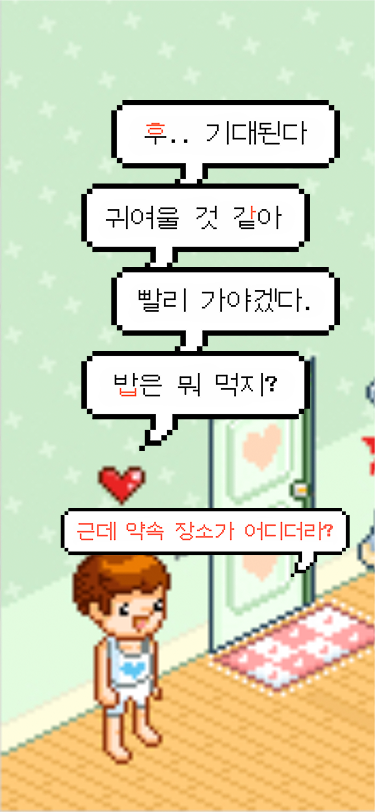 후.. 기대된다
귀여울 것 같아
빨리 가야겠다.
밥은 뭐 먹지?
근데 약속 장소가 어디더라?